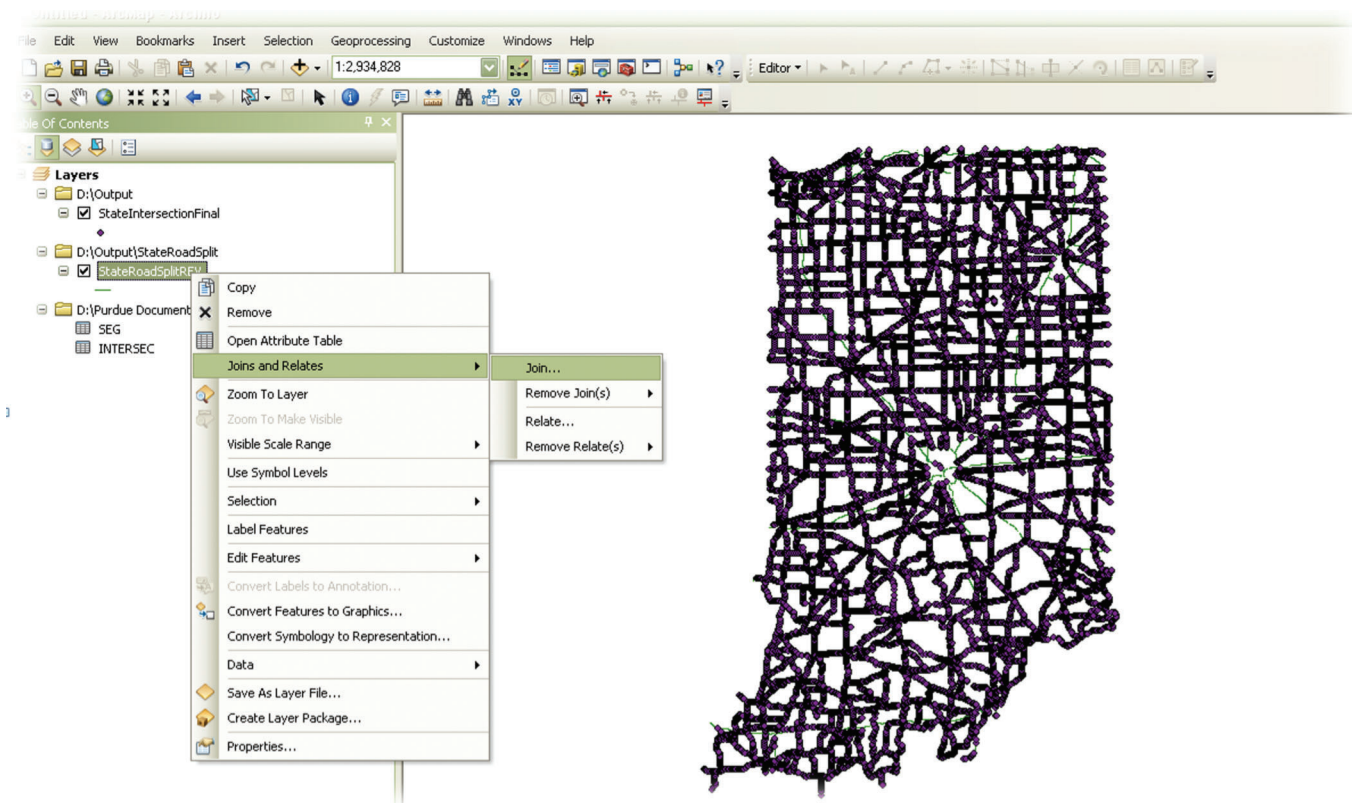 File Edit View Bookmarks Insert Selection Geoprocessing Customize Windows Help
1:2,934,828
Editor
Table Of Contents
Layers
D:\Output
StateIntersectionFinal
D:\Output\StateRoadSplit
StateRoadSplitREV
D:\Purdue Document
SEG
INTERSEC
Copy
Remove
Open Attribute Table
Joins and Relates
Zoom To Layer
Zoom To Make Visible
Visible Scale Range
Use Symbol Levels
Selection
Label Features
Edit Features
Convert Labels to Annotation...
Convert Features to Graphics...
Convert Symbology to Representation...
Data
Save As Layer File...
Create Layer Package...
Properties...
Join...
Remove Join(s)
Relate...
Remove Relate(s)